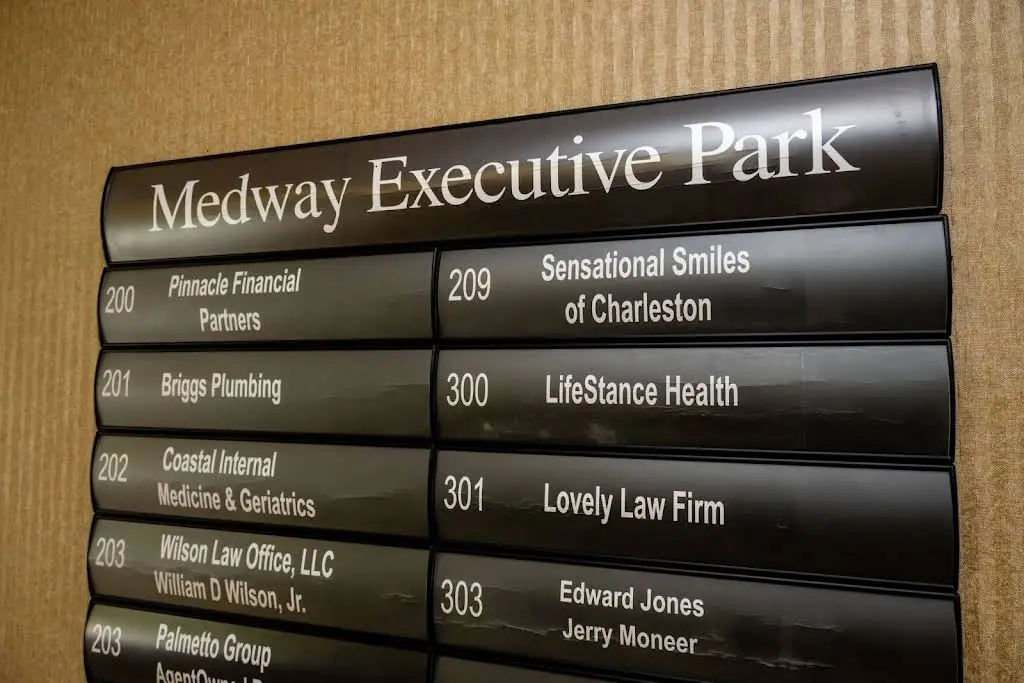 Medway Executive Park
200
Pinnacle Financial
Partners
201
Briggs Plumbing
202
Coastal Internal
Medicine & Geriatrics
203
Wilson Law Office, LLC
William D Wilson, Jr.
203
Palmetto Group
209
Sensational Smiles
of Charleston
300
LifeStance Health
301
Lovely Law Firm
303
Edward Jones
Jerry Moneer